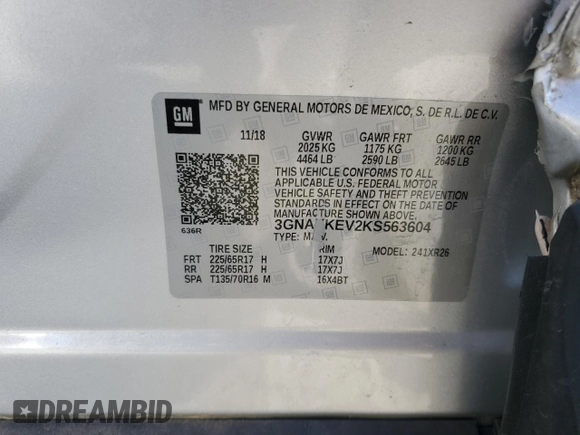 GM
MFD BY GENERAL MOTORS DE MEXICO, S. DE R.L. DE C.V.
11/18 GVWR GAWR FRT GAWR RR
2025 KG 1175 KG 1200 KG
4464 LB 2590 LB 2645 LB
THIS VEHICLE CONFORMS TO ALL
APPLICABLE U.S. FEDERAL MOTOR
VEHICLE SAFETY AND THEFT PREVENTION
STANDARDS IN EFFECT ON THE DATE OF
MANUFACTURE SHOWN ABOVE.
636R
TYPE: MODEL: 241XR26
TIRE SIZE RIM
FRT 225/65R17 H 17X7J
RR 225/65R17 H 17X7J
SPA T135/70R16 M 16X4BT
DREAMBID